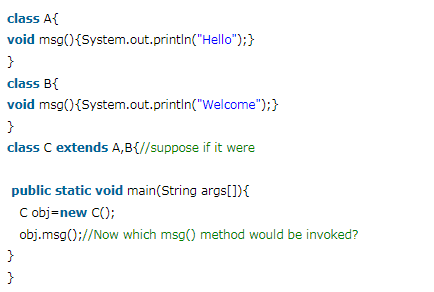 class A{
void msg(){System.out.println("Hello");}
}
class B{
void msg(){System.out.println("Welcome");}
}
class C extends A,B{//suppose if it were
public static void main(String args[]){
C obj=new C();
obj.msg();//Now which msg() method would be invoked?
}
}